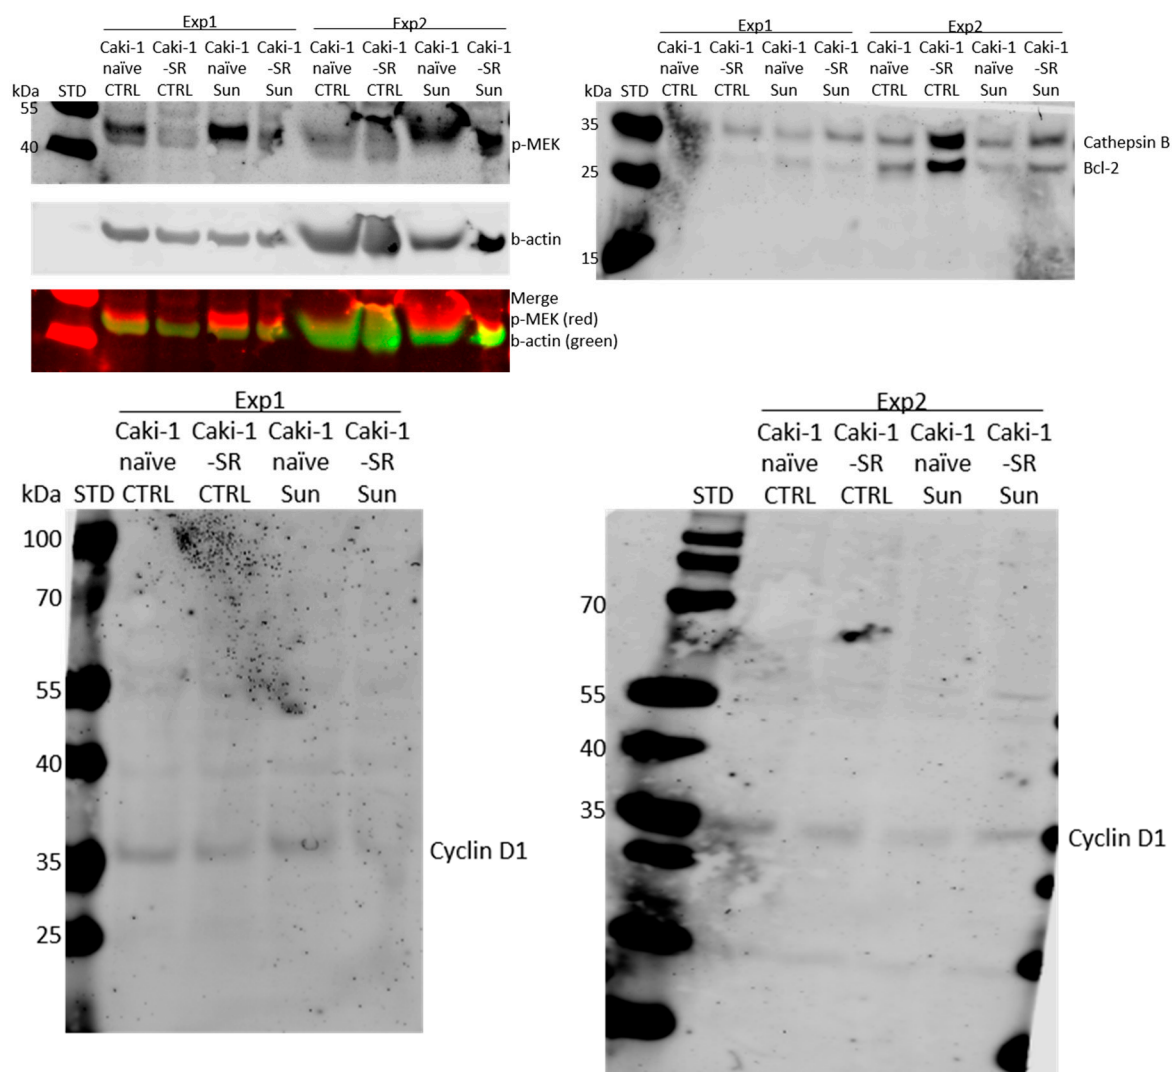 Exp1 Exp2
Caki-1 Caki-1 Caki-1 Caki-1 Caki-1 Caki-1 Caki-1 Caki-1
naïve -SR naïve -SR naïve -SR naïve -SR
kDa STD CTRL CTRL Sun Sun CTRL CTRL Sun Sun
55
40
p-MEK
b-actin
Merge
p-MEK (red)
b-actin (green)
Exp1 Exp2
Caki-1 Caki-1 Caki-1 Caki-1 Caki-1 Caki-1 Caki-1 Caki-1
naïve -SR naïve -SR naïve -SR naïve -SR
kDa STD CTRL CTRL Sun Sun CTRL CTRL Sun Sun
35
Cathepsin B
25 Bcl-2
15
Exp1
Caki-1 Caki-1 Caki-1 Caki-1
naïve -SR naïve -SR
kDa STD CTRL CTRL Sun Sun
100
70
55
40
35 Cyclin D1
25
Exp2
Caki-1 Caki-1 Caki-1 Caki-1
naïve -SR naïve -SR
STD CTRL CTRL Sun Sun
70
55
40
35
Cyclin D1